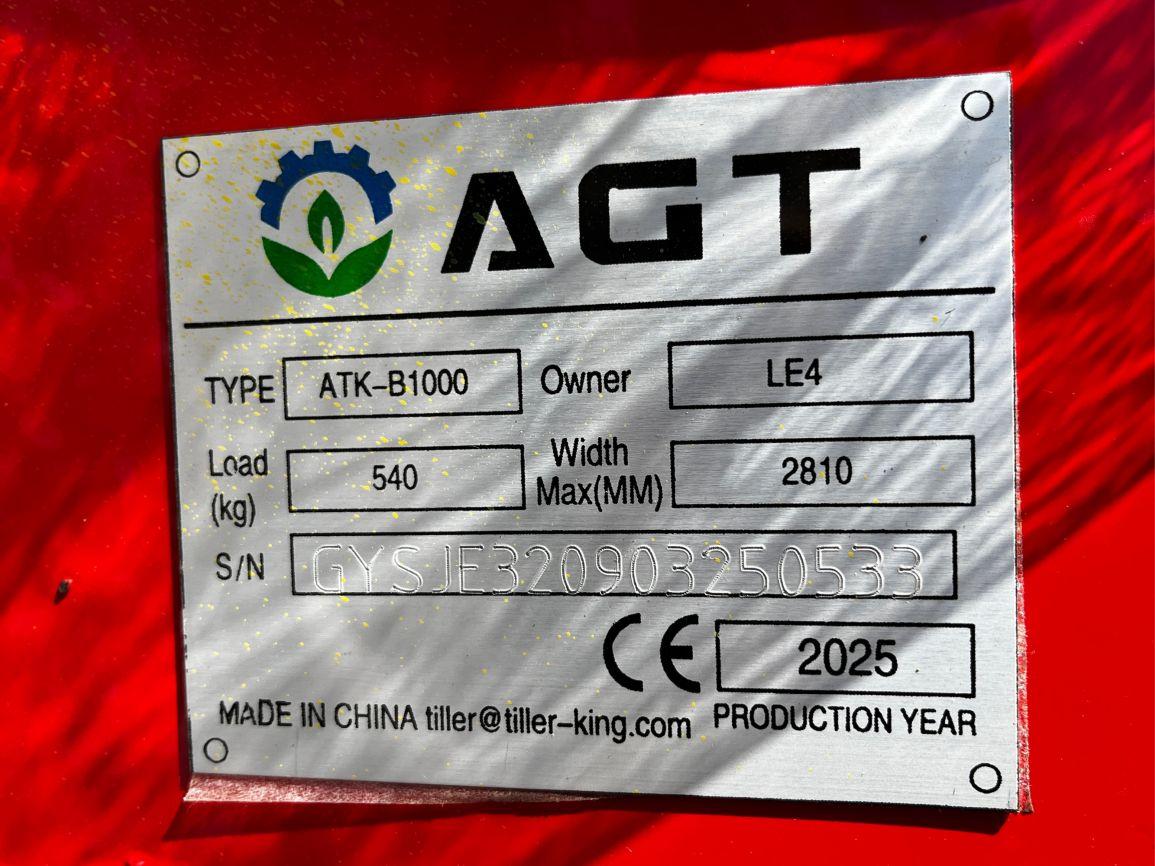 AGT
TYPE ATK-B1000 Owner LE4
Load (kg) 540 Width Max(MM) 2810
S/N GYSJE320903250533
CE 2025
MADE IN CHINA tiller@tiller-king.com PRODUCTION YEAR